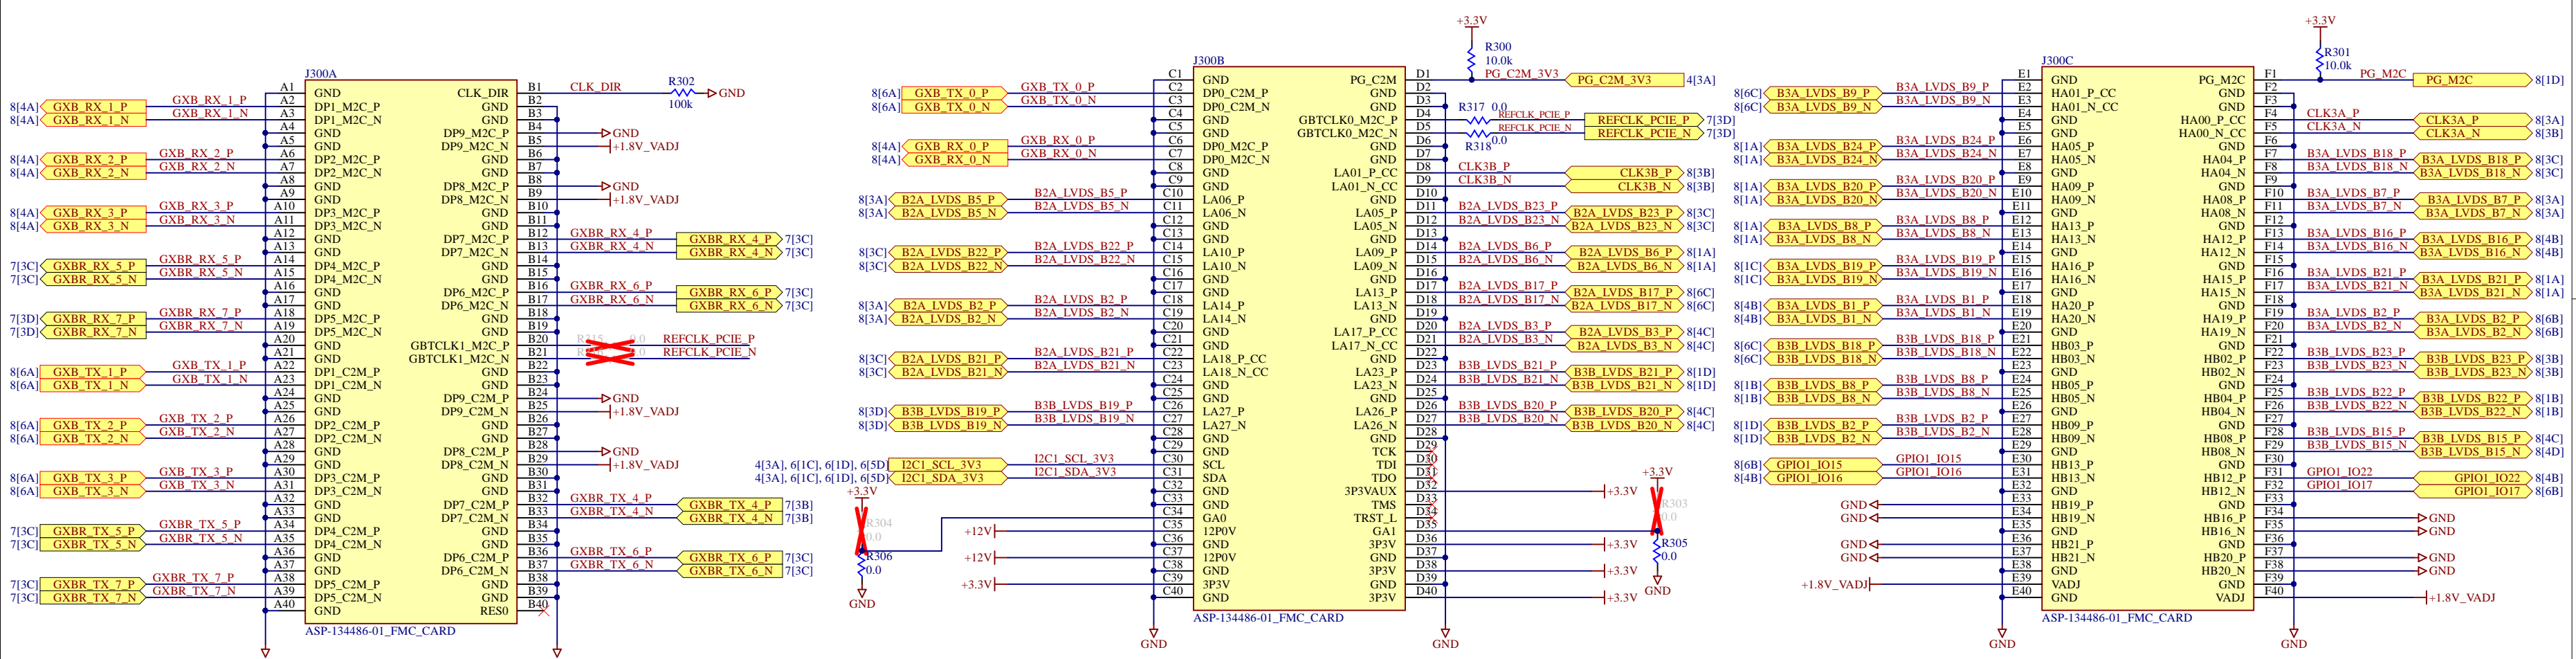 J300A
8[4A] GXB_RX_1_P GXB_RX_1_P A2 DP1_M2C_P
8[4A] GXB_RX_1_N GXB_RX_1_N A3 DP1_M2C_N
A1 GND
A4 GND
A5 GND
8[4A] GXB_RX_2_P GXB_RX_2_P A6 DP2_M2C_P
8[4A] GXB_RX_2_N GXB_RX_2_N A7 DP2_M2C_N
A8 GND
A9 GND
8[4A] GXB_RX_3_P GXB_RX_3_P A10 DP3_M2C_P
8[4A] GXB_RX_3_N GXB_RX_3_N A11 DP3_M2C_N
A12 GND
A13 GND
7[3C] GXBR_RX_5_P GXBR_RX_5_P A14 DP4_M2C_P
7[3C] GXBR_RX_5_N GXBR_RX_5_N A15 DP4_M2C_N
A16 GND
A17 GND
7[3D] GXBR_RX_7_P GXBR_RX_7_P A18 DP5_M2C_P
7[3D] GXBR_RX_7_N GXBR_RX_7_N A19 DP5_M2C_N
A20 GND
A21 GND
8[6A] GXB_TX_1_P GXB_TX_1_P A22 DP1_C2M_P
8[6A] GXB_TX_1_N GXB_TX_1_N A23 DP1_C2M_N
A24 GND
A25 GND
8[6A] GXB_TX_2_P GXB_TX_2_P A26 DP2_C2M_P
8[6A] GXB_TX_2_N GXB_TX_2_N A27 DP2_C2M_N
A28 GND
A29 GND
8[6A] GXB_TX_3_P GXB_TX_3_P A30 DP3_C2M_P
8[6A] GXB_TX_3_N GXB_TX_3_N A31 DP3_C2M_N
A32 GND
A33 GND
7[3C] GXBR_TX_5_P GXBR_TX_5_P A34 DP4_C2M_P
7[3C] GXBR_TX_5_N GXBR_TX_5_N A35 DP4_C2M_N
A36 GND
A37 GND
7[3C] GXBR_TX_7_P GXBR_TX_7_P A38 DP5_C2M_P
7[3C] GXBR_TX_7_N GXBR_TX_7_N A39 DP5_C2M_N
A40 GND
CLK_DIR B1 CLK_DIR R302 100k GND
GND B2
GND B3
DP9_M2C_P B4 GND
DP9_M2C_N B5 +1.8V_VADJ
GND B6
GND B7
DP8_M2C_P B8 GND
DP8_M2C_N B9 +1.8V_VADJ
GND B10
GND B11
DP7_M2C_P B12 GXBR_RX_4_P GXBR_RX_4_P 7[3C]
DP7_M2C_N B13 GXBR_RX_4_N GXBR_RX_4_N 7[3C]
GND B14
GND B15
DP6_M2C_P B16 GXBR_RX_6_P GXBR_RX_6_P 7[3C]
DP6_M2C_N B17 GXBR_RX_6_N GXBR_RX_6_N 7[3C]
GND B18
GND B19
GBTCLK1_M2C_P B20 REFCLK_PCIE_P
GBTCLK1_M2C_N B21 REFCLK_PCIE_N
GND B22
GND B23
DP9_C2M_P B24 GND
DP9_C2M_N B25 +1.8V_VADJ
GND B26
GND B27
DP8_C2M_P B28 GND
DP8_C2M_N B29 +1.8V_VADJ
GND B30
GND B31
DP7_C2M_P B32 GXBR_TX_4_P GXBR_TX_4_P 7[3B]
DP7_C2M_N B33 GXBR_TX_4_N GXBR_TX_4_N 7[3B]
GND B34
GND B35
DP6_C2M_P B36 GXBR_TX_6_P GXBR_TX_6_P 7[3C]
DP6_C2M_N B37 GXBR_TX_6_N GXBR_TX_6_N 7[3C]
GND B38
GND B39
RES0 B40
ASP-134486-01_FMC_CARD
J300B
C1 GND
8[6A] GXB_TX_0_P GXB_TX_0_P C2 DP0_C2M_P
8[6A] GXB_TX_0_N GXB_TX_0_N C3 DP0_C2M_N
C4 GND
C5 GND
8[4A] GXB_RX_0_P GXB_RX_0_P C6 DP0_M2C_P
8[4A] GXB_RX_0_N GXB_RX_0_N C7 DP0_M2C_N
C8 GND
C9 GND
8[3A] B2A_LVDS_B5_P B2A_LVDS_B5_P C10 LA06_P
8[3A] B2A_LVDS_B5_N B2A_LVDS_B5_N C11 LA06_N
C12 GND
C13 GND
8[3C] B2A_LVDS_B22_P B2A_LVDS_B22_P C14 LA10_P
8[3C] B2A_LVDS_B22_N B2A_LVDS_B22_N C15 LA10_N
C16 GND
C17 GND
8[3A] B2A_LVDS_B2_P B2A_LVDS_B2_P C18 LA14_P
8[3A] B2A_LVDS_B2_N B2A_LVDS_B2_N C19 LA14_N
C20 GND
C21 GND
8[3C] B2A_LVDS_B21_P B2A_LVDS_B21_P C22 LA18_P_CC
8[3C] B2A_LVDS_B21_N B2A_LVDS_B21_N C23 LA18_N_CC
C24 GND
C25 GND
8[3D] B3B_LVDS_B19_P B3B_LVDS_B19_P C26 LA27_P
8[3D] B3B_LVDS_B19_N B3B_LVDS_B19_N C27 LA27_N
C28 GND
C29 GND
4[3A], 6[1C], 6[1D], 6[5D] I2C1_SCL_3V3 I2C1_SCL_3V3 C30 SCL
4[3A], 6[1C], 6[1D], 6[5D] I2C1_SDA_3V3 I2C1_SDA_3V3 C31 SDA
C32 GND
C33 GND
+3.3V R304 0.0 R306 0.0 GND C34 GA0
+12V C35 12P0V
C36 GND
+12V C37 12P0V
C38 GND
+3.3V C39 3P3V
C40 GND
GND
+3.3V R300 10.0k
PG_C2M D1 PG_C2M_3V3 PG_C2M_3V3 4[3A]
GND D2
GND D3
GBTCLK0_M2C_P D4 R317 0.0 REFCLK_PCIE_P REFCLK_PCIE_P 7[3D]
GBTCLK0_M2C_N D5 R318 0.0 REFCLK_PCIE_N REFCLK_PCIE_N 7[3D]
GND D6
GND D7
LA01_P_CC D8 CLK3B_P CLK3B_P 8[3B]
LA01_N_CC D9 CLK3B_N CLK3B_N 8[3B]
GND D10
LA05_P D11 B2A_LVDS_B23_P B2A_LVDS_B23_P 8[3C]
LA05_N D12 B2A_LVDS_B23_N B2A_LVDS_B23_N 8[3C]
GND D13
LA09_P D14 B2A_LVDS_B6_P B2A_LVDS_B6_P 8[1A]
LA09_N D15 B2A_LVDS_B6_N B2A_LVDS_B6_N 8[1A]
GND D16
LA13_P D17 B2A_LVDS_B17_P B2A_LVDS_B17_P 8[6C]
LA13_N D18 B2A_LVDS_B17_N B2A_LVDS_B17_N 8[6C]
GND D19
LA17_P_CC D20 B2A_LVDS_B3_P B2A_LVDS_B3_P 8[4C]
LA17_N_CC D21 B2A_LVDS_B3_N B2A_LVDS_B3_N 8[4C]
GND D22
LA23_P D23 B3B_LVDS_B21_P B3B_LVDS_B21_P 8[1D]
LA23_N D24 B3B_LVDS_B21_N B3B_LVDS_B21_N 8[1D]
GND D25
LA26_P D26 B3B_LVDS_B20_P B3B_LVDS_B20_P 8[4C]
LA26_N D27 B3B_LVDS_B20_N B3B_LVDS_B20_N 8[4C]
GND D28
TCK D29
TDI D30
TDO D31
3P3VAUX D32 +3.3V
TMS D33
TRST_L D34
GA1 D35 +3.3V R303 0.0 R305 0.0 GND
3P3V D36 +3.3V
GND D37
3P3V D38 +3.3V
GND D39
3P3V D40 +3.3V
GND
ASP-134486-01_FMC_CARD
J300C
E1 GND
8[6C] B3A_LVDS_B9_P B3A_LVDS_B9_P E2 HA01_P_CC
8[6C] B3A_LVDS_B9_N B3A_LVDS_B9_N E3 HA01_N_CC
E4 GND
E5 GND
8[1A] B3A_LVDS_B24_P B3A_LVDS_B24_P E6 HA05_P
8[1A] B3A_LVDS_B24_N B3A_LVDS_B24_N E7 HA05_N
E8 GND
8[1A] B3A_LVDS_B20_P B3A_LVDS_B20_P E9 HA09_P
8[1A] B3A_LVDS_B20_N B3A_LVDS_B20_N E10 HA09_N
E11 GND
8[1A] B3A_LVDS_B8_P B3A_LVDS_B8_P E12 HA13_P
8[1A] B3A_LVDS_B8_N B3A_LVDS_B8_N E13 HA13_N
E14 GND
8[1C] B3A_LVDS_B19_P B3A_LVDS_B19_P E15 HA16_P
8[1C] B3A_LVDS_B19_N B3A_LVDS_B19_N E16 HA16_N
E17 GND
8[4B] B3A_LVDS_B1_P B3A_LVDS_B1_P E18 HA20_P
8[4B] B3A_LVDS_B1_N B3A_LVDS_B1_N E19 HA20_N
E20 GND
8[6C] B3B_LVDS_B18_P B3B_LVDS_B18_P E21 HB03_P
8[6C] B3B_LVDS_B18_N B3B_LVDS_B18_N E22 HB03_N
E23 GND
8[1B] B3B_LVDS_B8_P B3B_LVDS_B8_P E24 HB05_P
8[1B] B3B_LVDS_B8_N B3B_LVDS_B8_N E25 HB05_N
E26 GND
8[1D] B3B_LVDS_B2_P B3B_LVDS_B2_P E27 HB09_P
8[1D] B3B_LVDS_B2_N B3B_LVDS_B2_N E28 HB09_N
E29 GND
8[6B] GPIO1_IO15 GPIO1_IO15 E30 HB13_P
8[4B] GPIO1_IO16 GPIO1_IO16 E31 HB13_N
E32 GND
GND E33 HB19_P
GND E34 HB19_N
E35 GND
GND E36 HB21_P
GND E37 HB21_N
E38 GND
+1.8V_VADJ E39 VADJ
E40 GND
GND
+3.3V R301 10.0k
PG_M2C F1 PG_M2C PG_M2C 8[1D]
GND F2
GND F3
HA00_P_CC F4 CLK3A_P CLK3A_P 8[3A]
HA00_N_CC F5 CLK3A_N CLK3A_N 8[3B]
GND F6
HA04_P F7 B3A_LVDS_B18_P B3A_LVDS_B18_P 8[3C]
HA04_N F8 B3A_LVDS_B18_N B3A_LVDS_B18_N 8[3C]
GND F9
HA08_P F10 B3A_LVDS_B7_P B3A_LVDS_B7_P 8[3A]
HA08_N F11 B3A_LVDS_B7_N B3A_LVDS_B7_N 8[3A]
GND F12
HA12_P F13 B3A_LVDS_B16_P B3A_LVDS_B16_P 8[4B]
HA12_N F14 B3A_LVDS_B16_N B3A_LVDS_B16_N 8[4B]
GND F15
HA15_P F16 B3A_LVDS_B21_P B3A_LVDS_B21_P 8[1A]
HA15_N F17 B3A_LVDS_B21_N B3A_LVDS_B21_N 8[1A]
GND F18
HA19_P F19 B3A_LVDS_B2_P B3A_LVDS_B2_P 8[6B]
HA19_N F20 B3A_LVDS_B2_N B3A_LVDS_B2_N 8[6B]
GND F21
HB02_P F22 B3B_LVDS_B23_P B3B_LVDS_B23_P 8[3B]
HB02_N F23 B3B_LVDS_B23_N B3B_LVDS_B23_N 8[3B]
GND F24
HB04_P F25 B3B_LVDS_B22_P B3B_LVDS_B22_P 8[1B]
HB04_N F26 B3B_LVDS_B22_N B3B_LVDS_B22_N 8[1B]
GND F27
HB08_P F28 B3B_LVDS_B15_P B3B_LVDS_B15_P 8[4C]
HB08_N F29 B3B_LVDS_B15_N B3B_LVDS_B15_N 8[4D]
GND F30
HB12_P F31 GPIO1_IO22 GPIO1_IO22 8[4B]
HB12_N F32 GPIO1_IO17 GPIO1_IO17 8[6B]
GND F33
HB16_P F34 GND
HB16_N F35 GND
GND F36
HB20_P F37 GND
HB20_N F38 GND
GND F39
VADJ F40 +1.8V_VADJ
GND
ASP-134486-01_FMC_CARD